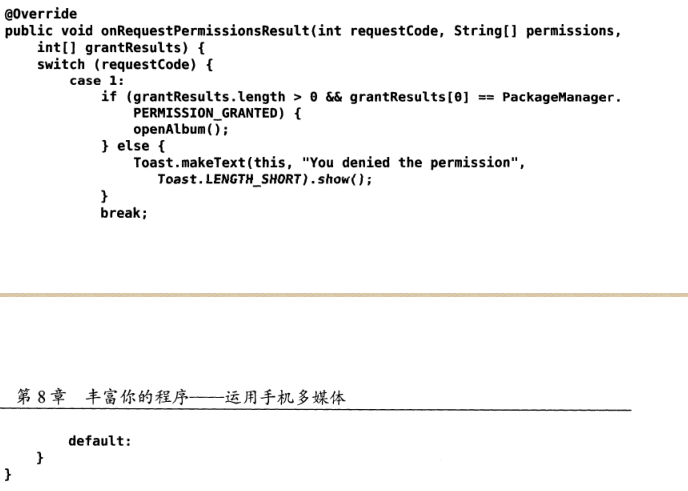 @Override
public void onRequestPermissionsResult(int requestCode, String[] permissions,
    int[] grantResults) {
    switch (requestCode) {
        case 1:
            if (grantResults.length > 0 && grantResults[0] == PackageManager.
                PERMISSION_GRANTED) {
                openAlbum();
            } else {
                Toast.makeText(this, "You denied the permission",
                   Toast.LENGTH_SHORT).show();
            }
            break;
第 8 章　丰富你的程序——运用手机多媒体
        default:
    }
}